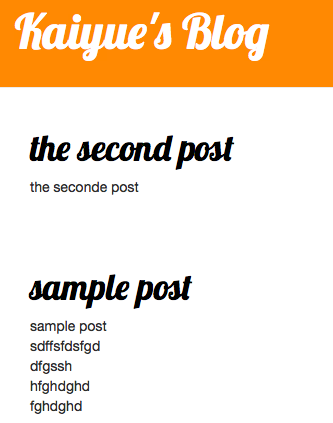 Kaiyue's Blog
the second post
the seconde post
sample post
sample post
sdffsfdsfgd
dfgssh
hfghdghd
fghdghd